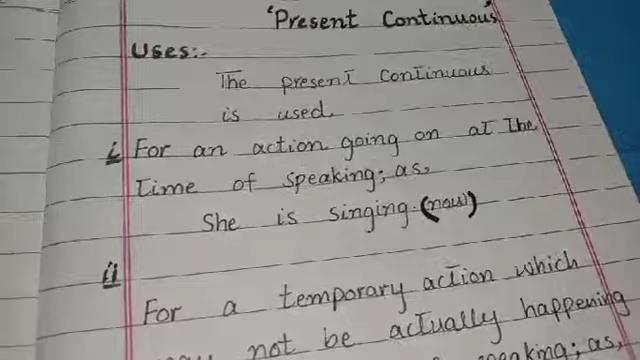 'Present Continuous'
Uses:-
The present continuous
is used.
i For an action going on at the
time of speaking; as,
She is singing. (now)
ii
For a temporary action which
not be actually happening
speaking; as,